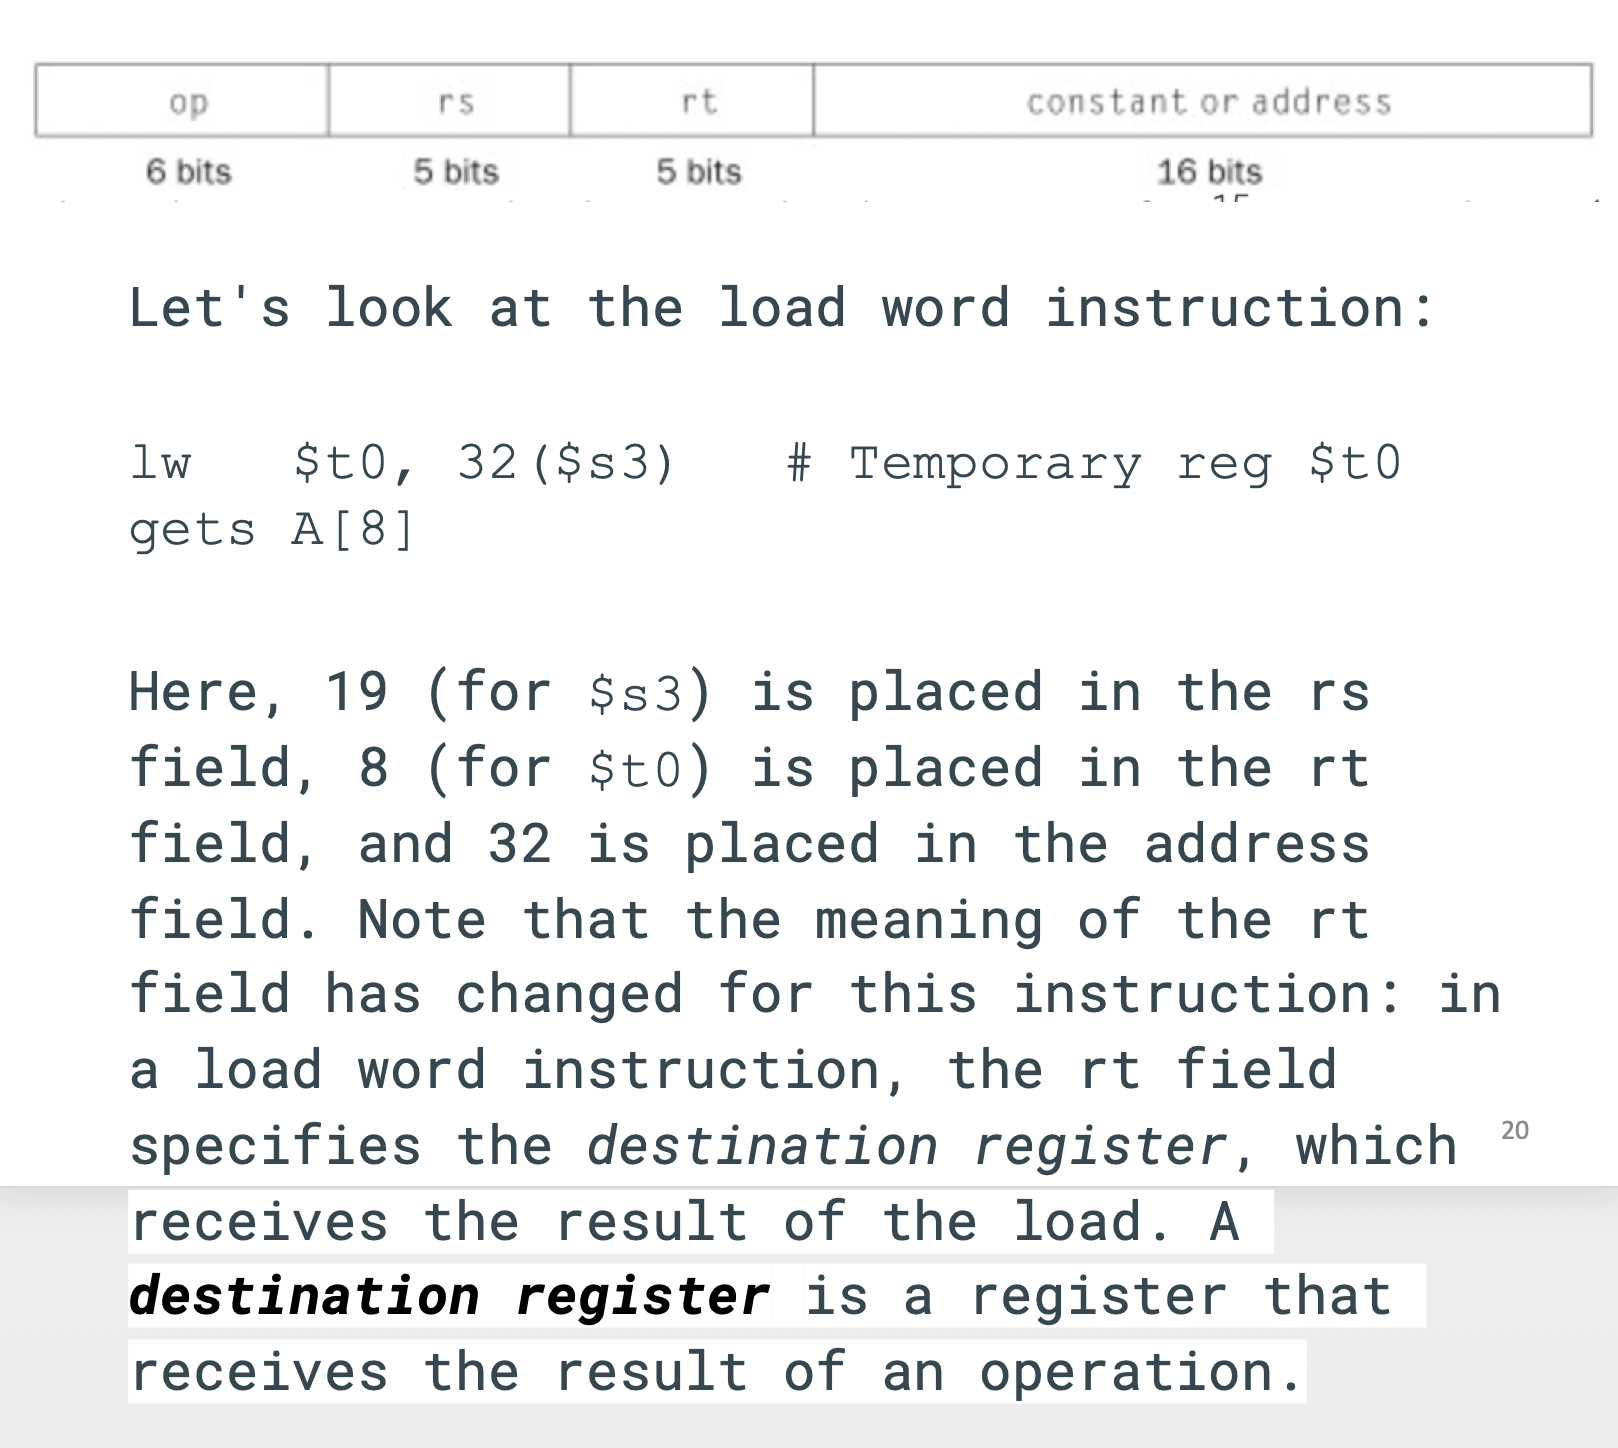 op rs rt constant or address
6 bits 5 bits 5 bits 16 bits
Let's look at the load word instruction:
lw $t0, 32($s3) # Temporary reg $t0
gets A[8]
Here, 19 (for $s3) is placed in the rs
field, 8 (for $t0) is placed in the rt
field, and 32 is placed in the address
field. Note that the meaning of the rt
field has changed for this instruction: in
a load word instruction, the rt field
specifies the destination register, which
20
receives the result of the load. A
destination register is a register that
receives the result of an operation.